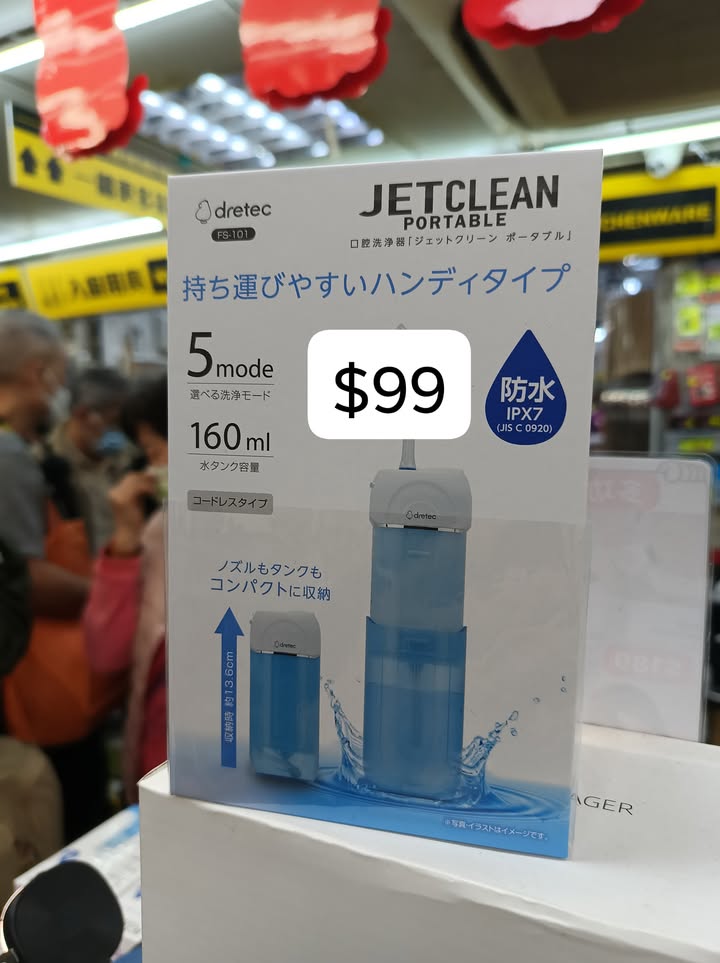 dretec
FS-101
JETCLEAN
PORTABLE
口腔洗浄器「ジェットクリーン ポータブル」
持ち運びやすいハンディタイプ
5mode
選べる洗浄モード
$99
防水
IPX7
(JIS C 0920)
160ml
水タンク容量
コードレスタイプ
dretec
ノズルもタンクも
コンパクトに収納
dretec
収納時 約13.6cm
※写真・イラストはイメージです。
AGER
HENWARE